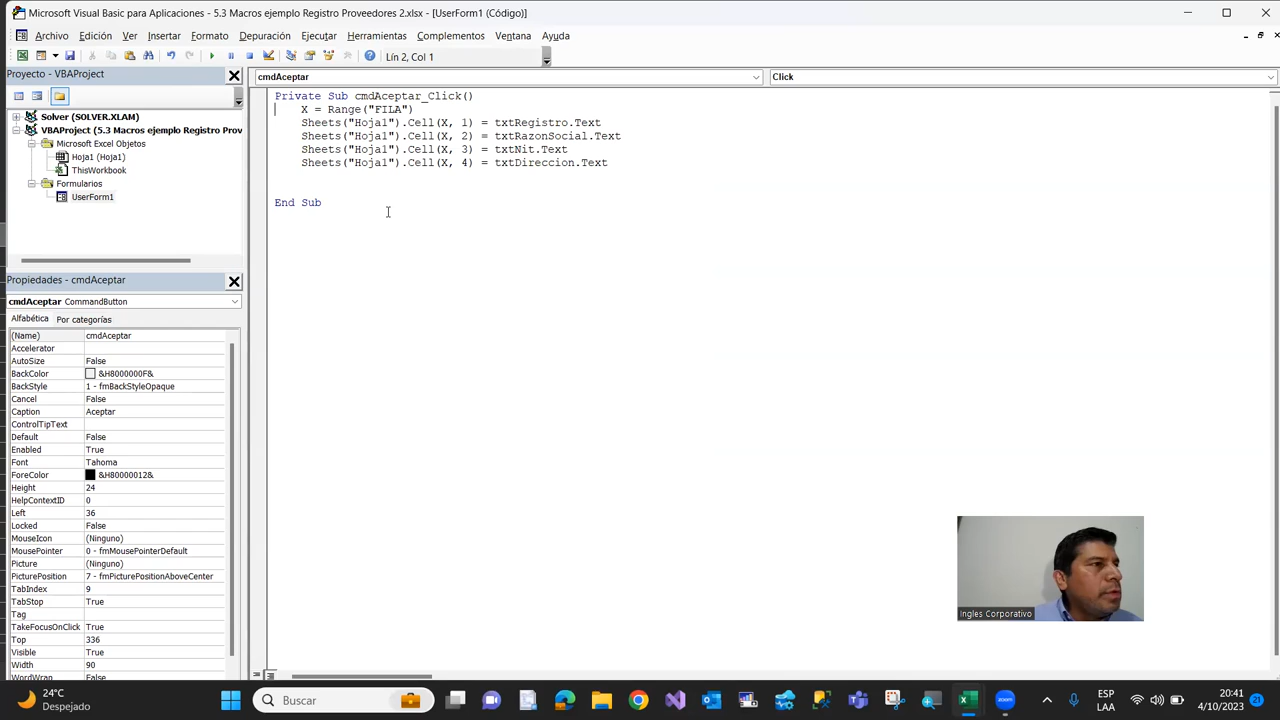 Microsoft Visual Basic para Aplicaciones - 5.3 Macros ejemplo Registro Proveedores 2.xlsx - [UserForm1 (Código)]
Archivo Edición Ver Insertar Formato Depuración Ejecutar Herramientas Complementos Ventana Ayuda
Lín 2, Col 1
Proyecto - VBAProject
cmdAceptar
Click
Solver (SOLVER.XLAM)
VBAProject (5.3 Macros ejemplo Registro Prov
Microsoft Excel Objetos
Hoja1 (Hoja1)
ThisWorkbook
Formularios
UserForm1
Private Sub cmdAceptar_Click()
X = Range("FILA")
Sheets("Hoja1").Cell(X, 1) = txtRegistro.Text
Sheets("Hoja1").Cell(X, 2) = txtRazonSocial.Text
Sheets("Hoja1").Cell(X, 3) = txtNit.Text
Sheets("Hoja1").Cell(X, 4) = txtDireccion.Text
End Sub
Propiedades - cmdAceptar
cmdAceptar CommandButton
Alfabética Por categorías
(Name) cmdAceptar
Accelerator
AutoSize False
BackColor &H8000000F&
BackStyle 1 - fmBackStyleOpaque
Cancel False
Caption Aceptar
ControlTipText
Default False
Enabled True
Font Tahoma
ForeColor &H80000012&
Height 24
HelpContextID 0
Left 36
Locked False
MouseIcon (Ninguno)
MousePointer 0 - fmMousePointerDefault
Picture (Ninguno)
PicturePosition 7 - fmPicturePositionAboveCenter
TabIndex 9
TabStop True
Tag
TakeFocusOnClick True
Top 336
Visible True
Width 90
WordWrap False
Ingles Corporativo
24°C
Despejado
Buscar
ESP
LAA
20:41
4/10/2023